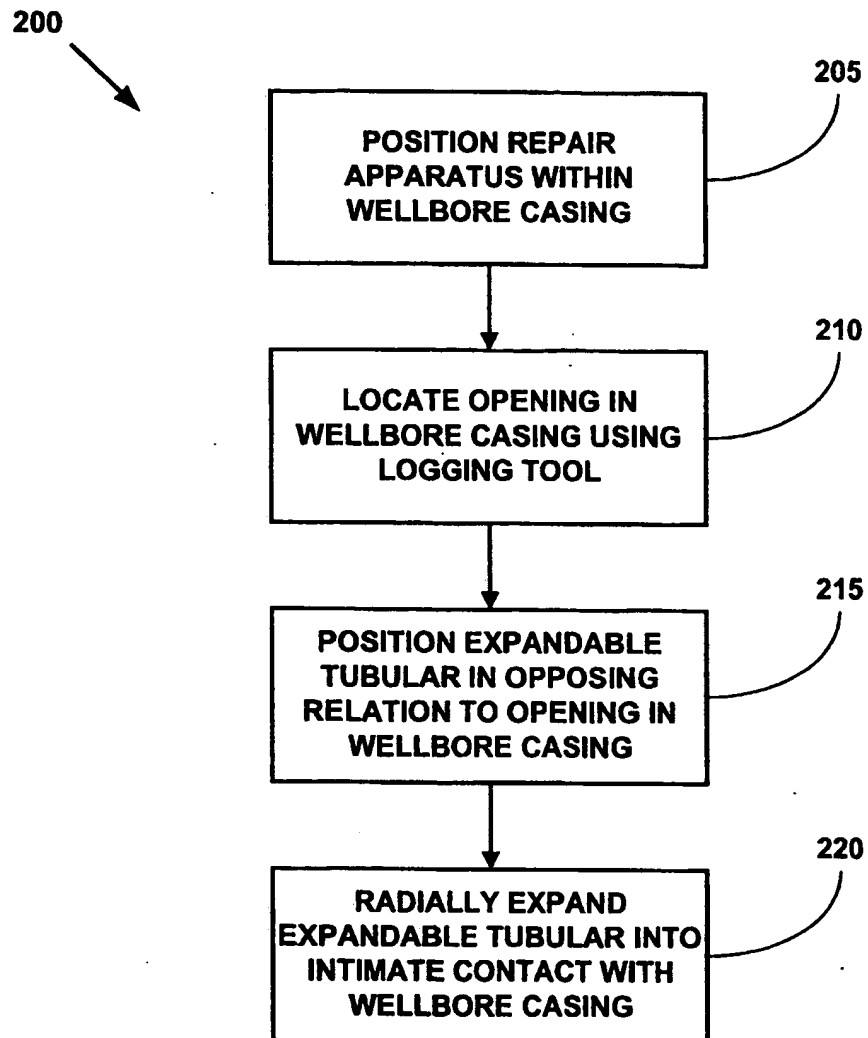 200
205
POSITION REPAIR
APPARATUS WITHIN
WELLBORE CASING
210
LOCATE OPENING IN
WELLBORE CASING USING
LOGGING TOOL
215
POSITION EXPANDABLE
TUBULAR IN OPPOSING
RELATION TO OPENING IN
WELLBORE CASING
220
RADIALLY EXPAND
EXPANDABLE TUBULAR INTO
INTIMATE CONTACT WITH
WELLBORE CASING